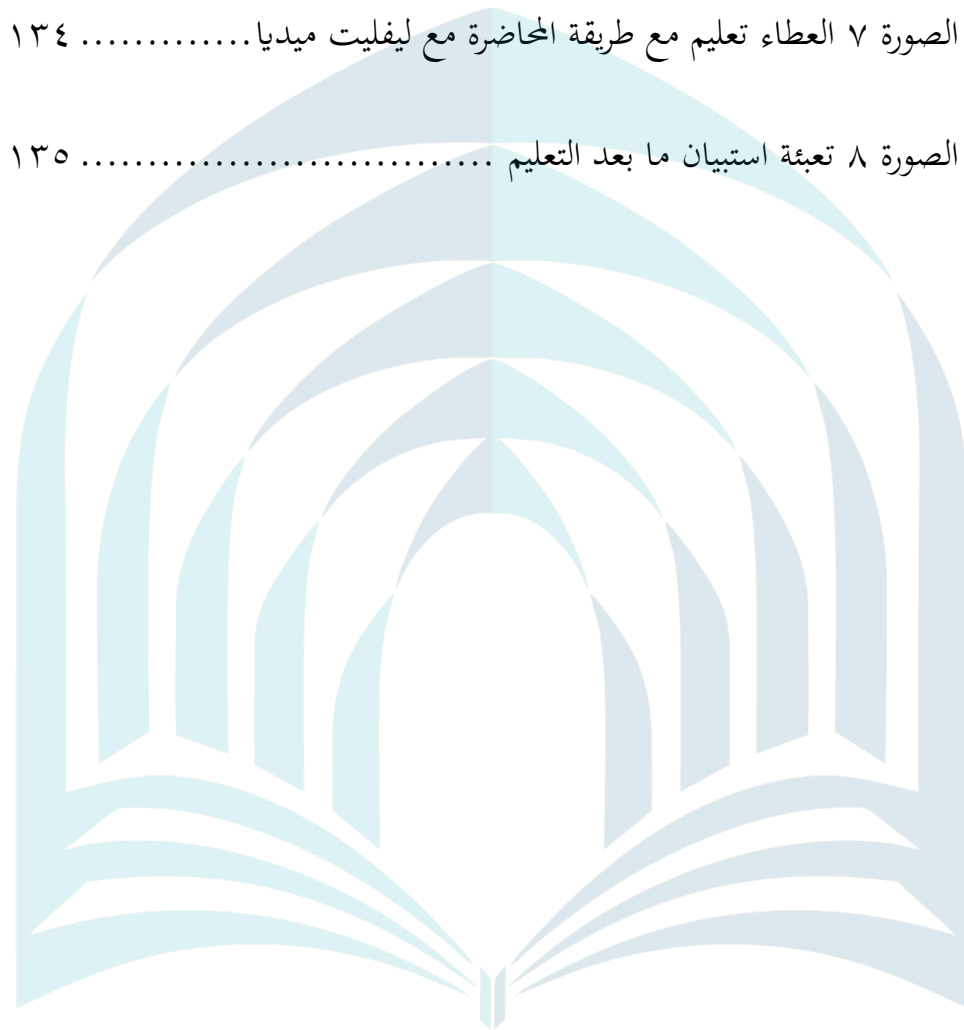 الصورة ٧ العطاء تعليم مع طريقة المحاضرة مع ليفليت ميديا............. ١٣٤
الصورة ٨ تعبئة استبيان ما بعد التعليم ............................... ١٣٥